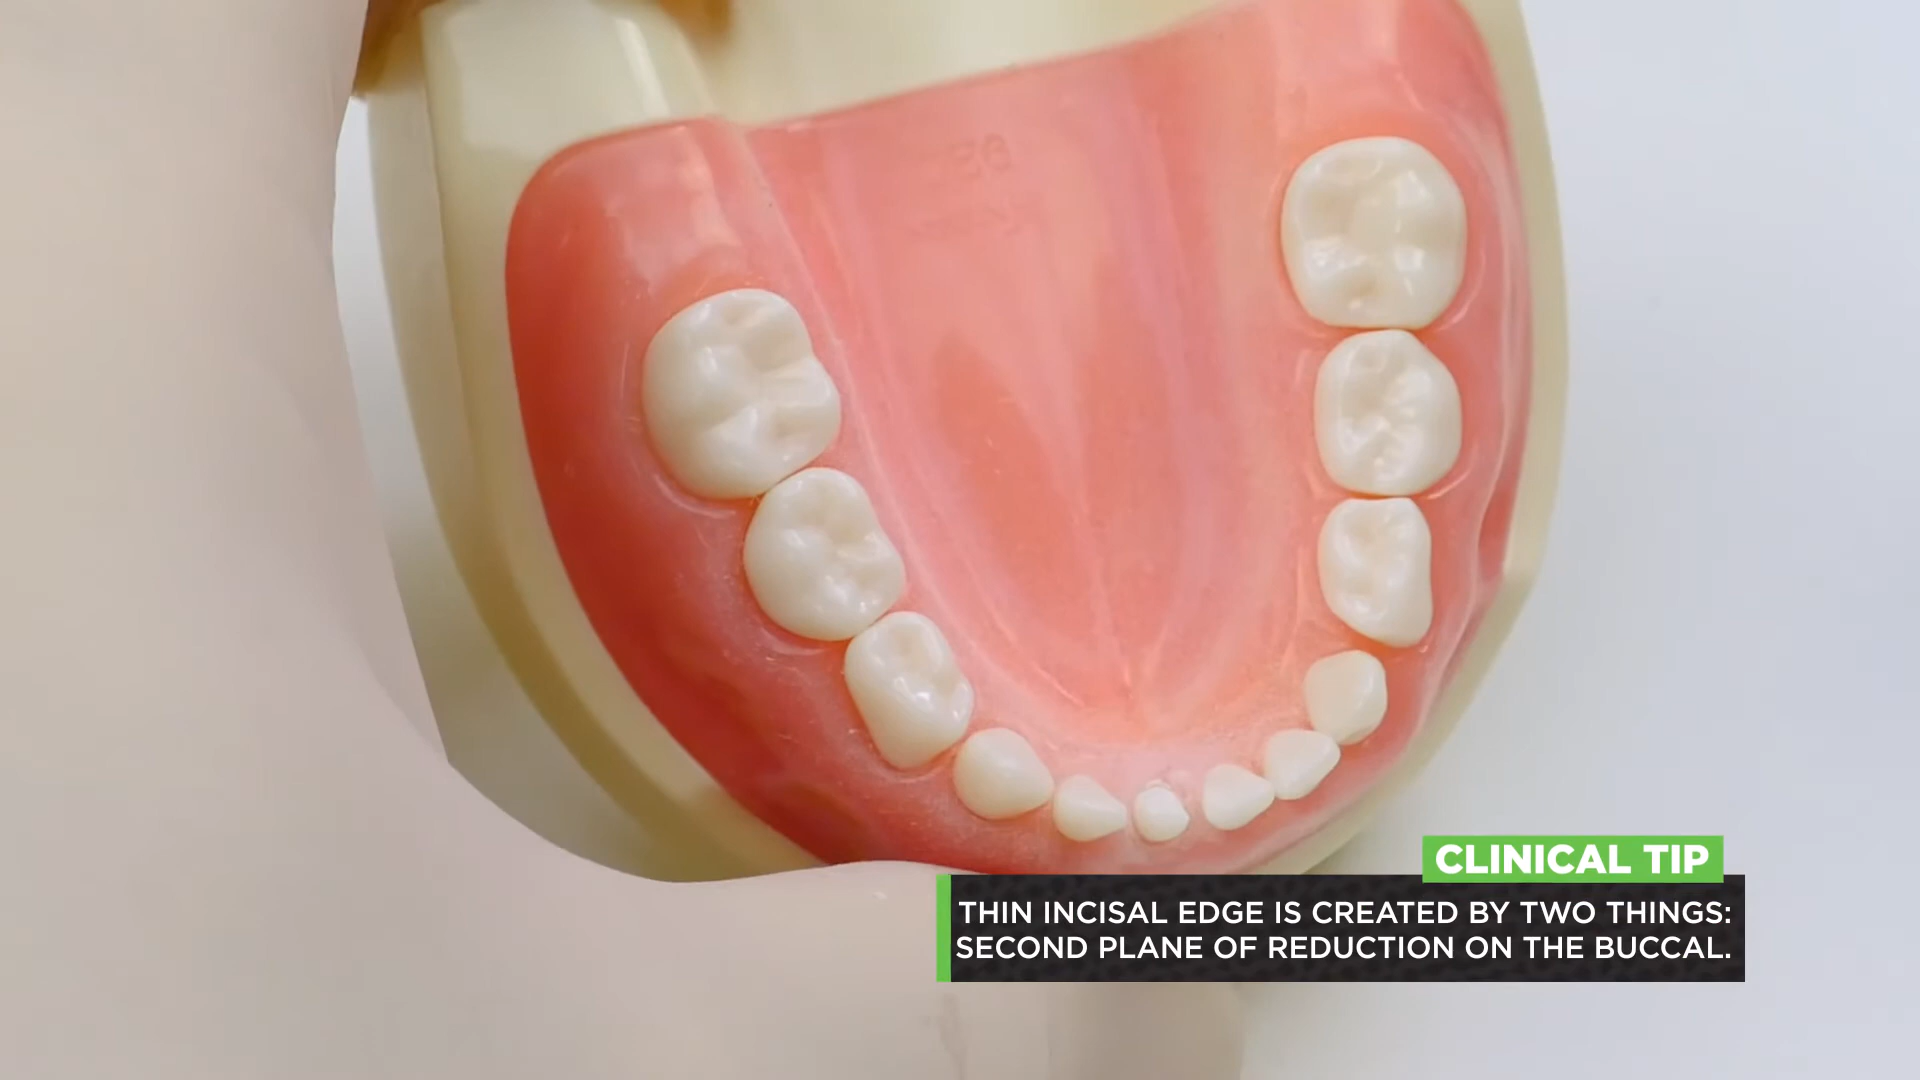 CLINICAL TIP
THIN INCISAL EDGE IS CREATED BY TWO THINGS:
SECOND PLANE OF REDUCTION ON THE BUCCAL.